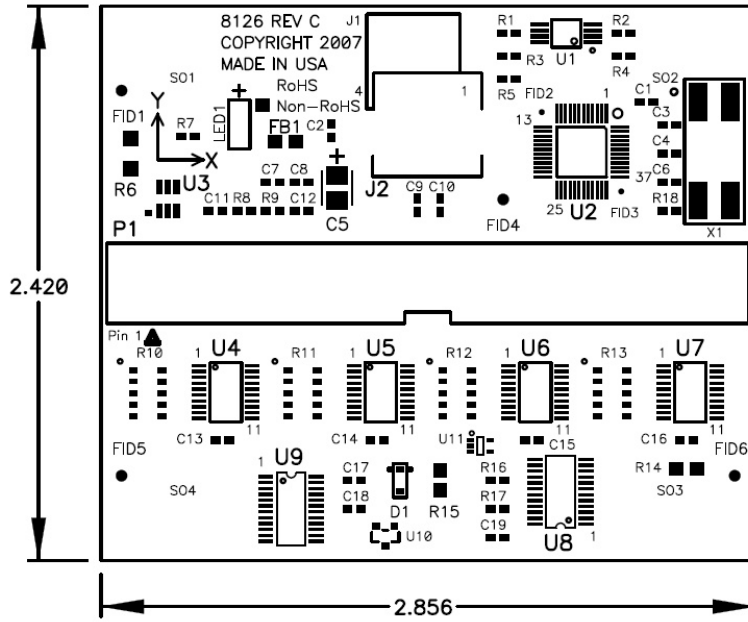 8126 REV C
COPYRIGHT 2007
MADE IN USA
RoHS
Non-RoHS
J1
4
1
R1
R2
U1
R3
R4
R5
FID2
1
SO2
C1
C3
C4
C6
R18
X1
SO1
FID1
Y
X
R7
LED1
+
FB1
C2
R6
U3
P1
C7
C8
C11
R8
R9
C12
+
C5
J2
C9
C10
FID4
13
37
25
U2
FID3
2.420
Pin 1
R10
1
U4
R11
1
U5
R12
1
U6
R13
1
U7
11
11
11
11
C13
C14
U11
C15
C16
FID5
FID6
SO4
1
U9
C17
C18
D1
R15
U10
R16
R17
C19
U8
1
R14
SO3
2.856